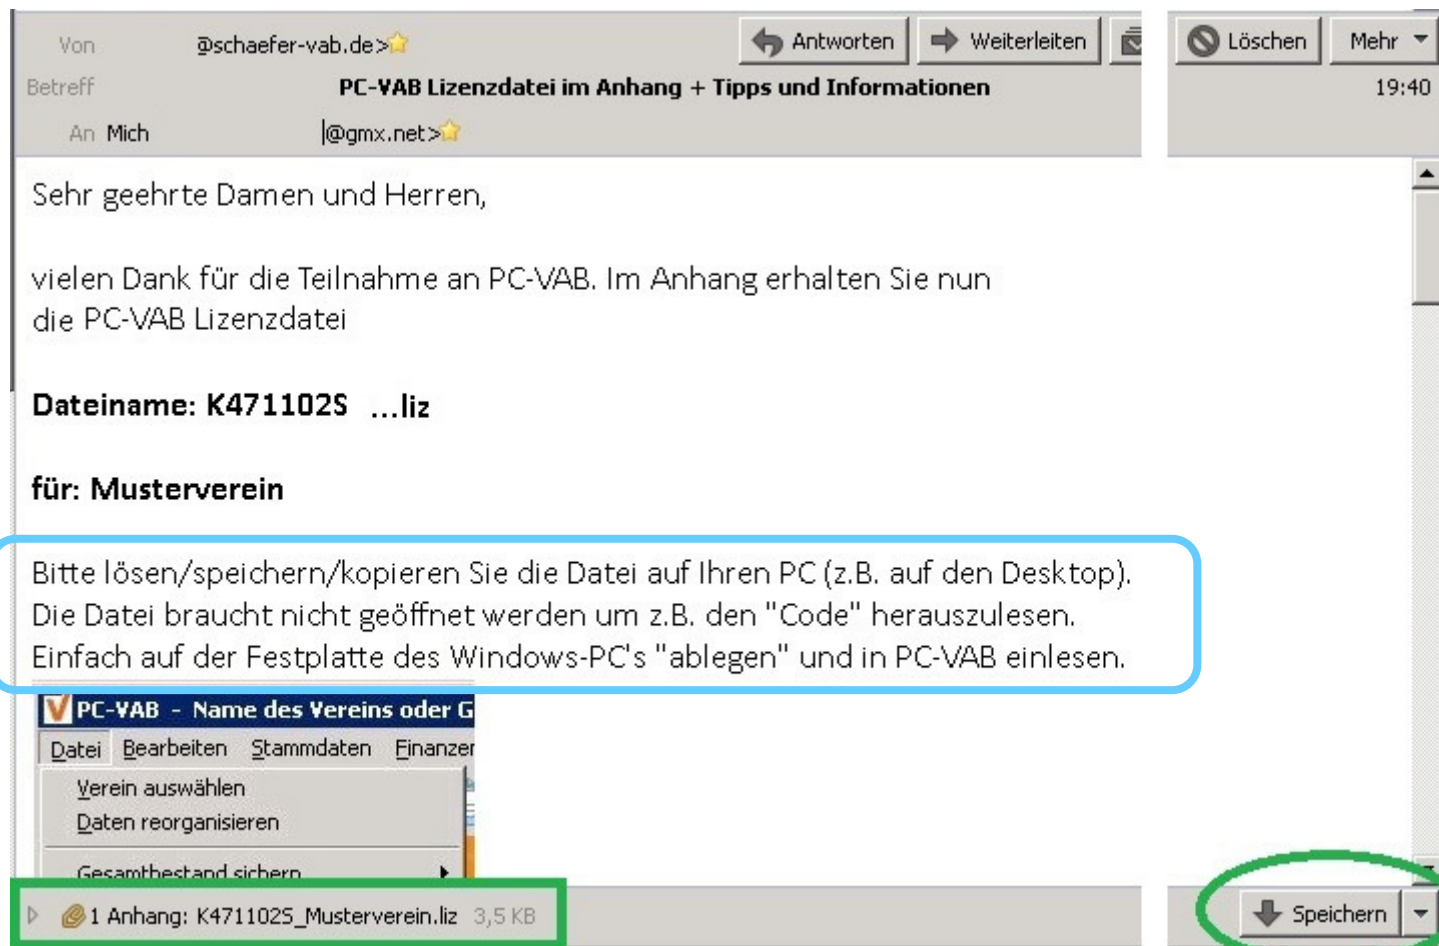 Von @schaefer-vab.de> Antworten Weiterleiten Löschen Mehr
Betreff PC-VAB Lizenzdatei im Anhang + Tipps und Informationen 19:40
An Mich @gmx.net>
Sehr geehrte Damen und Herren,
vielen Dank für die Teilnahme an PC-VAB. Im Anhang erhalten Sie nun
die PC-VAB Lizenzdatei
Dateiname: K471102S ...liz
für: Musterverein
Bitte lösen/speichern/kopieren Sie die Datei auf Ihren PC (z.B. auf den Desktop).
Die Datei braucht nicht geöffnet werden um z.B. den "Code" herauszulesen.
Einfach auf der Festplatte des Windows-PC's "ablegen" und in PC-VAB einlesen.
PC-VAB - Name des Vereins oder G
Datei Bearbeiten Stammdaten Finanzen
Verein auswählen
Daten reorganisieren
Gesamtbestand sichern
1 Anhang: K471102S_Musterverein.liz 3,5 KB Speichern